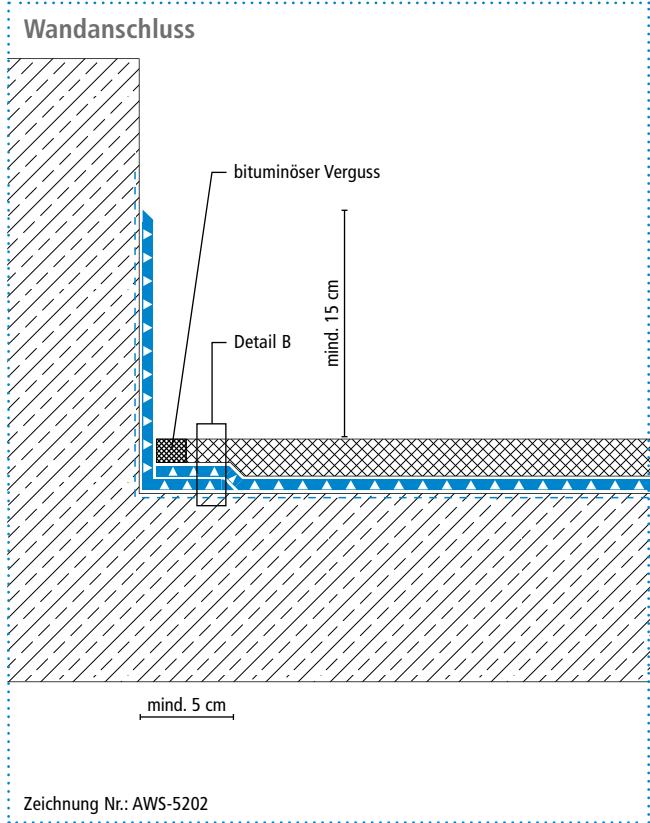 Wandanschluss
bituminöser Verguss
mind. 15 cm
Detail B
mind. 5 cm
Zeichnung Nr.: AWS-5202